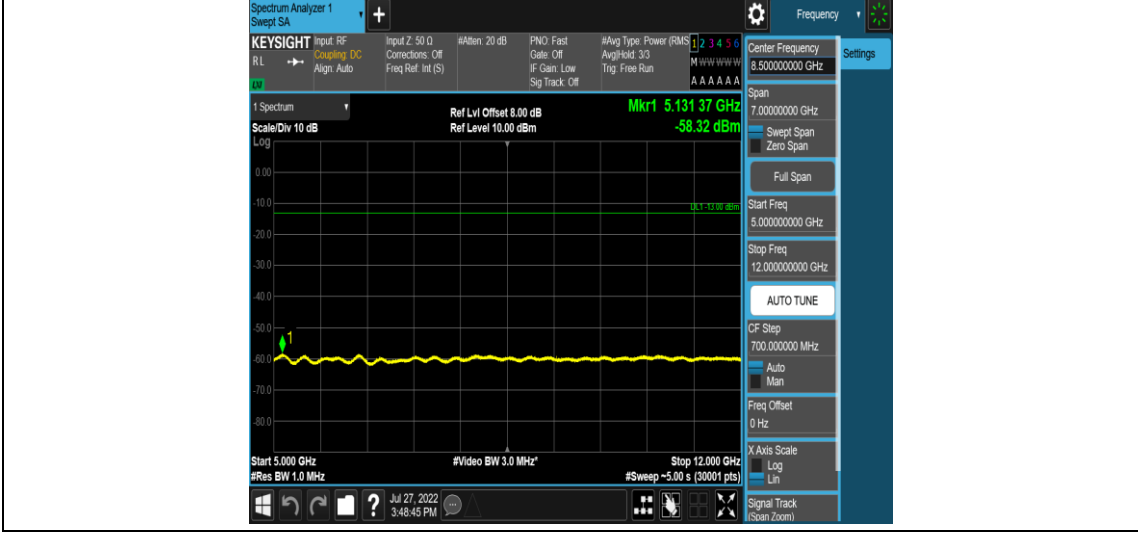 Spectrum Analyzer 1
Swept SA
+
Frequency
KEYSIGHT
RL
LXI
Input: RF
Coupling: DC
Align: Auto
Input Z: 50 Ω
Corrections: Off
Freq Ref: Int (S)
#Atten: 20 dB
PNO: Fast
Gate: Off
IF Gain: Low
Sig Track: Off
#Avg Type: Power (RMS
Avg|Hold: 3/3
Trig: Free Run
1 2 3 4 5 6
M W W W W W
A A A A A A
1 Spectrum
Scale/Div 10 dB
Log
Ref Lvl Offset 8.00 dB
Ref Level 10.00 dBm
Mkr1 5.131 37 GHz
-58.32 dBm
0.00
-10.0
DL1 -13.00 dBm
-20.0
-30.0
-40.0
-50.0
1
-60.0
-70.0
-80.0
Start 5.000 GHz
#Res BW 1.0 MHz
#Video BW 3.0 MHz*
Stop 12.000 GHz
#Sweep ~5.00 s (30001 pts)
?
Jul 27, 2022
3:48:45 PM
Center Frequency
8.500000000 GHz
Settings
Span
7.00000000 GHz
Swept Span
Zero Span
Full Span
Start Freq
5.000000000 GHz
Stop Freq
12.000000000 GHz
AUTO TUNE
CF Step
700.000000 MHz
Auto
Man
Freq Offset
0 Hz
X Axis Scale
Log
Lin
Signal Track
(Span Zoom)